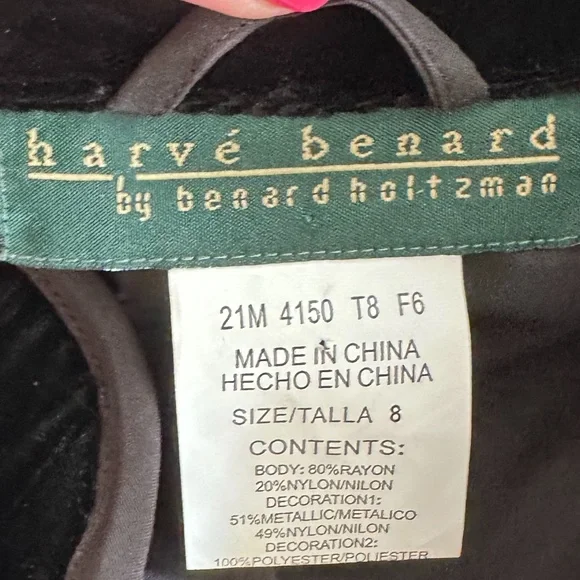 harvé benard
by benard holtzman
21M 4150 T8 F6
MADE IN CHINA
HECHO EN CHINA
SIZE/TALLA 8
CONTENTS:
BODY: 80%RAYON
20%NYLON/NILON
DECORATION1:
51%METALLIC/METALICO
49%NYLON/NILON
DECORATION2:
100%POLYESTER/POLIESTER